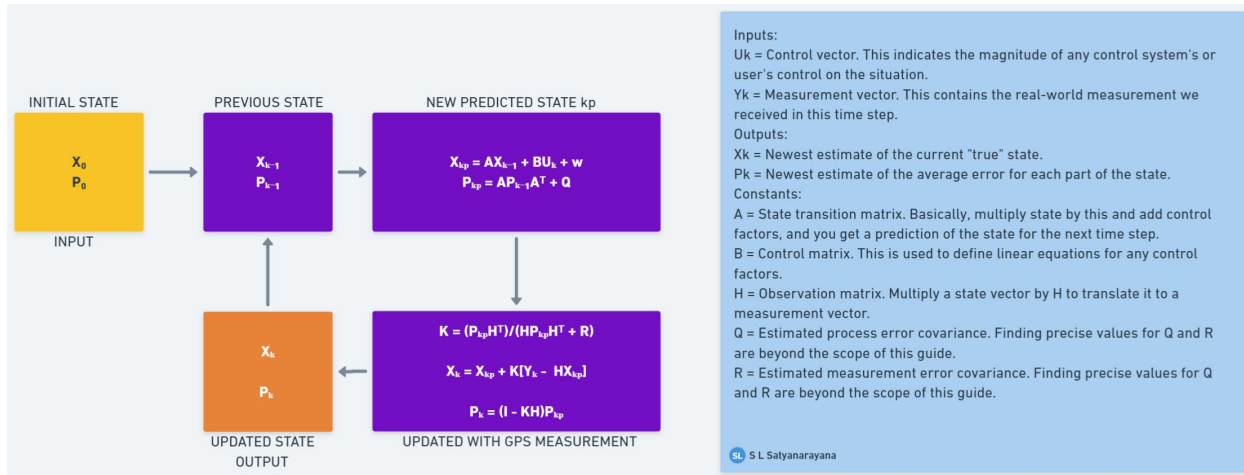 INITIAL STATE
X₀
P₀
INPUT
PREVIOUS STATE
Xₖ₋₁
Pₖ₋₁
NEW PREDICTED STATE kp
Xₖₚ = AXₖ₋₁ + BUₖ + w
Pₖₚ = APₖ₋₁Aᵀ + Q
K = (PₖₚHᵀ)/(HPₖₚHᵀ + R)
Xₖ = Xₖₚ + K[Yₖ - HXₖₚ]
Pₖ = (I - KH)Pₖₚ
UPDATED WITH GPS MEASUREMENT
Xₖ
Pₖ
UPDATED STATE
OUTPUT
Inputs:
Uk = Control vector. This indicates the magnitude of any control system's or
user's control on the situation.
Yk = Measurement vector. This contains the real-world measurement we
received in this time step.
Outputs:
Xk = Newest estimate of the current "true" state.
Pk = Newest estimate of the average error for each part of the state.
Constants:
A = State transition matrix. Basically, multiply state by this and add control
factors, and you get a prediction of the state for the next time step.
B = Control matrix. This is used to define linear equations for any control
factors.
H = Observation matrix. Multiply a state vector by H to translate it to a
measurement vector.
Q = Estimated process error covariance. Finding precise values for Q and R
are beyond the scope of this guide.
R = Estimated measurement error covariance. Finding precise values for Q
and R are beyond the scope of this guide.
SL S L Satyanarayana